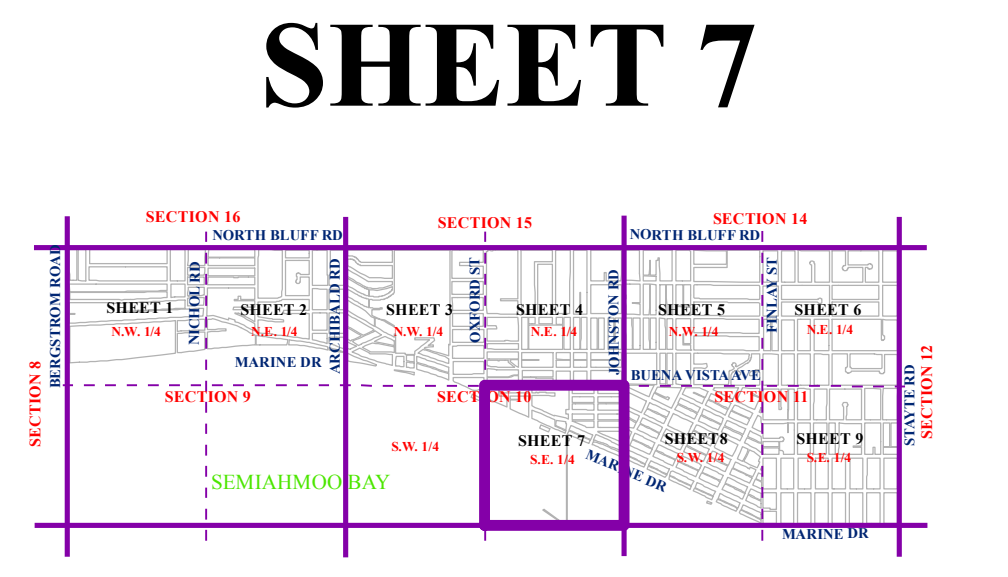 SHEET 7
SECTION 16
SECTION 15
SECTION 14
NORTH BLUFF RD
NORTH BLUFF RD
BERGSTROM ROAD
NICHOL RD
ARCHIBALD RD
OXFORD ST
JOHNSTON RD
FINLAY ST
SHEET 1
N.W. 1/4
SHEET 2
N.E. 1/4
SHEET 3
N.W. 1/4
SHEET 4
N.E. 1/4
SHEET 5
N.W. 1/4
SHEET 6
N.E. 1/4
MARINE DR
BUENA VISTA AVE
SECTION 8
SECTION 9
SECTION 10
SECTION 11
STAYTE RD
SECTION 12
S.W. 1/4
SHEET 7
S.E. 1/4
MARINE DR
SHEET8
S.W. 1/4
SHEET 9
S.E. 1/4
SEMIAHMOO BAY
MARINE DR